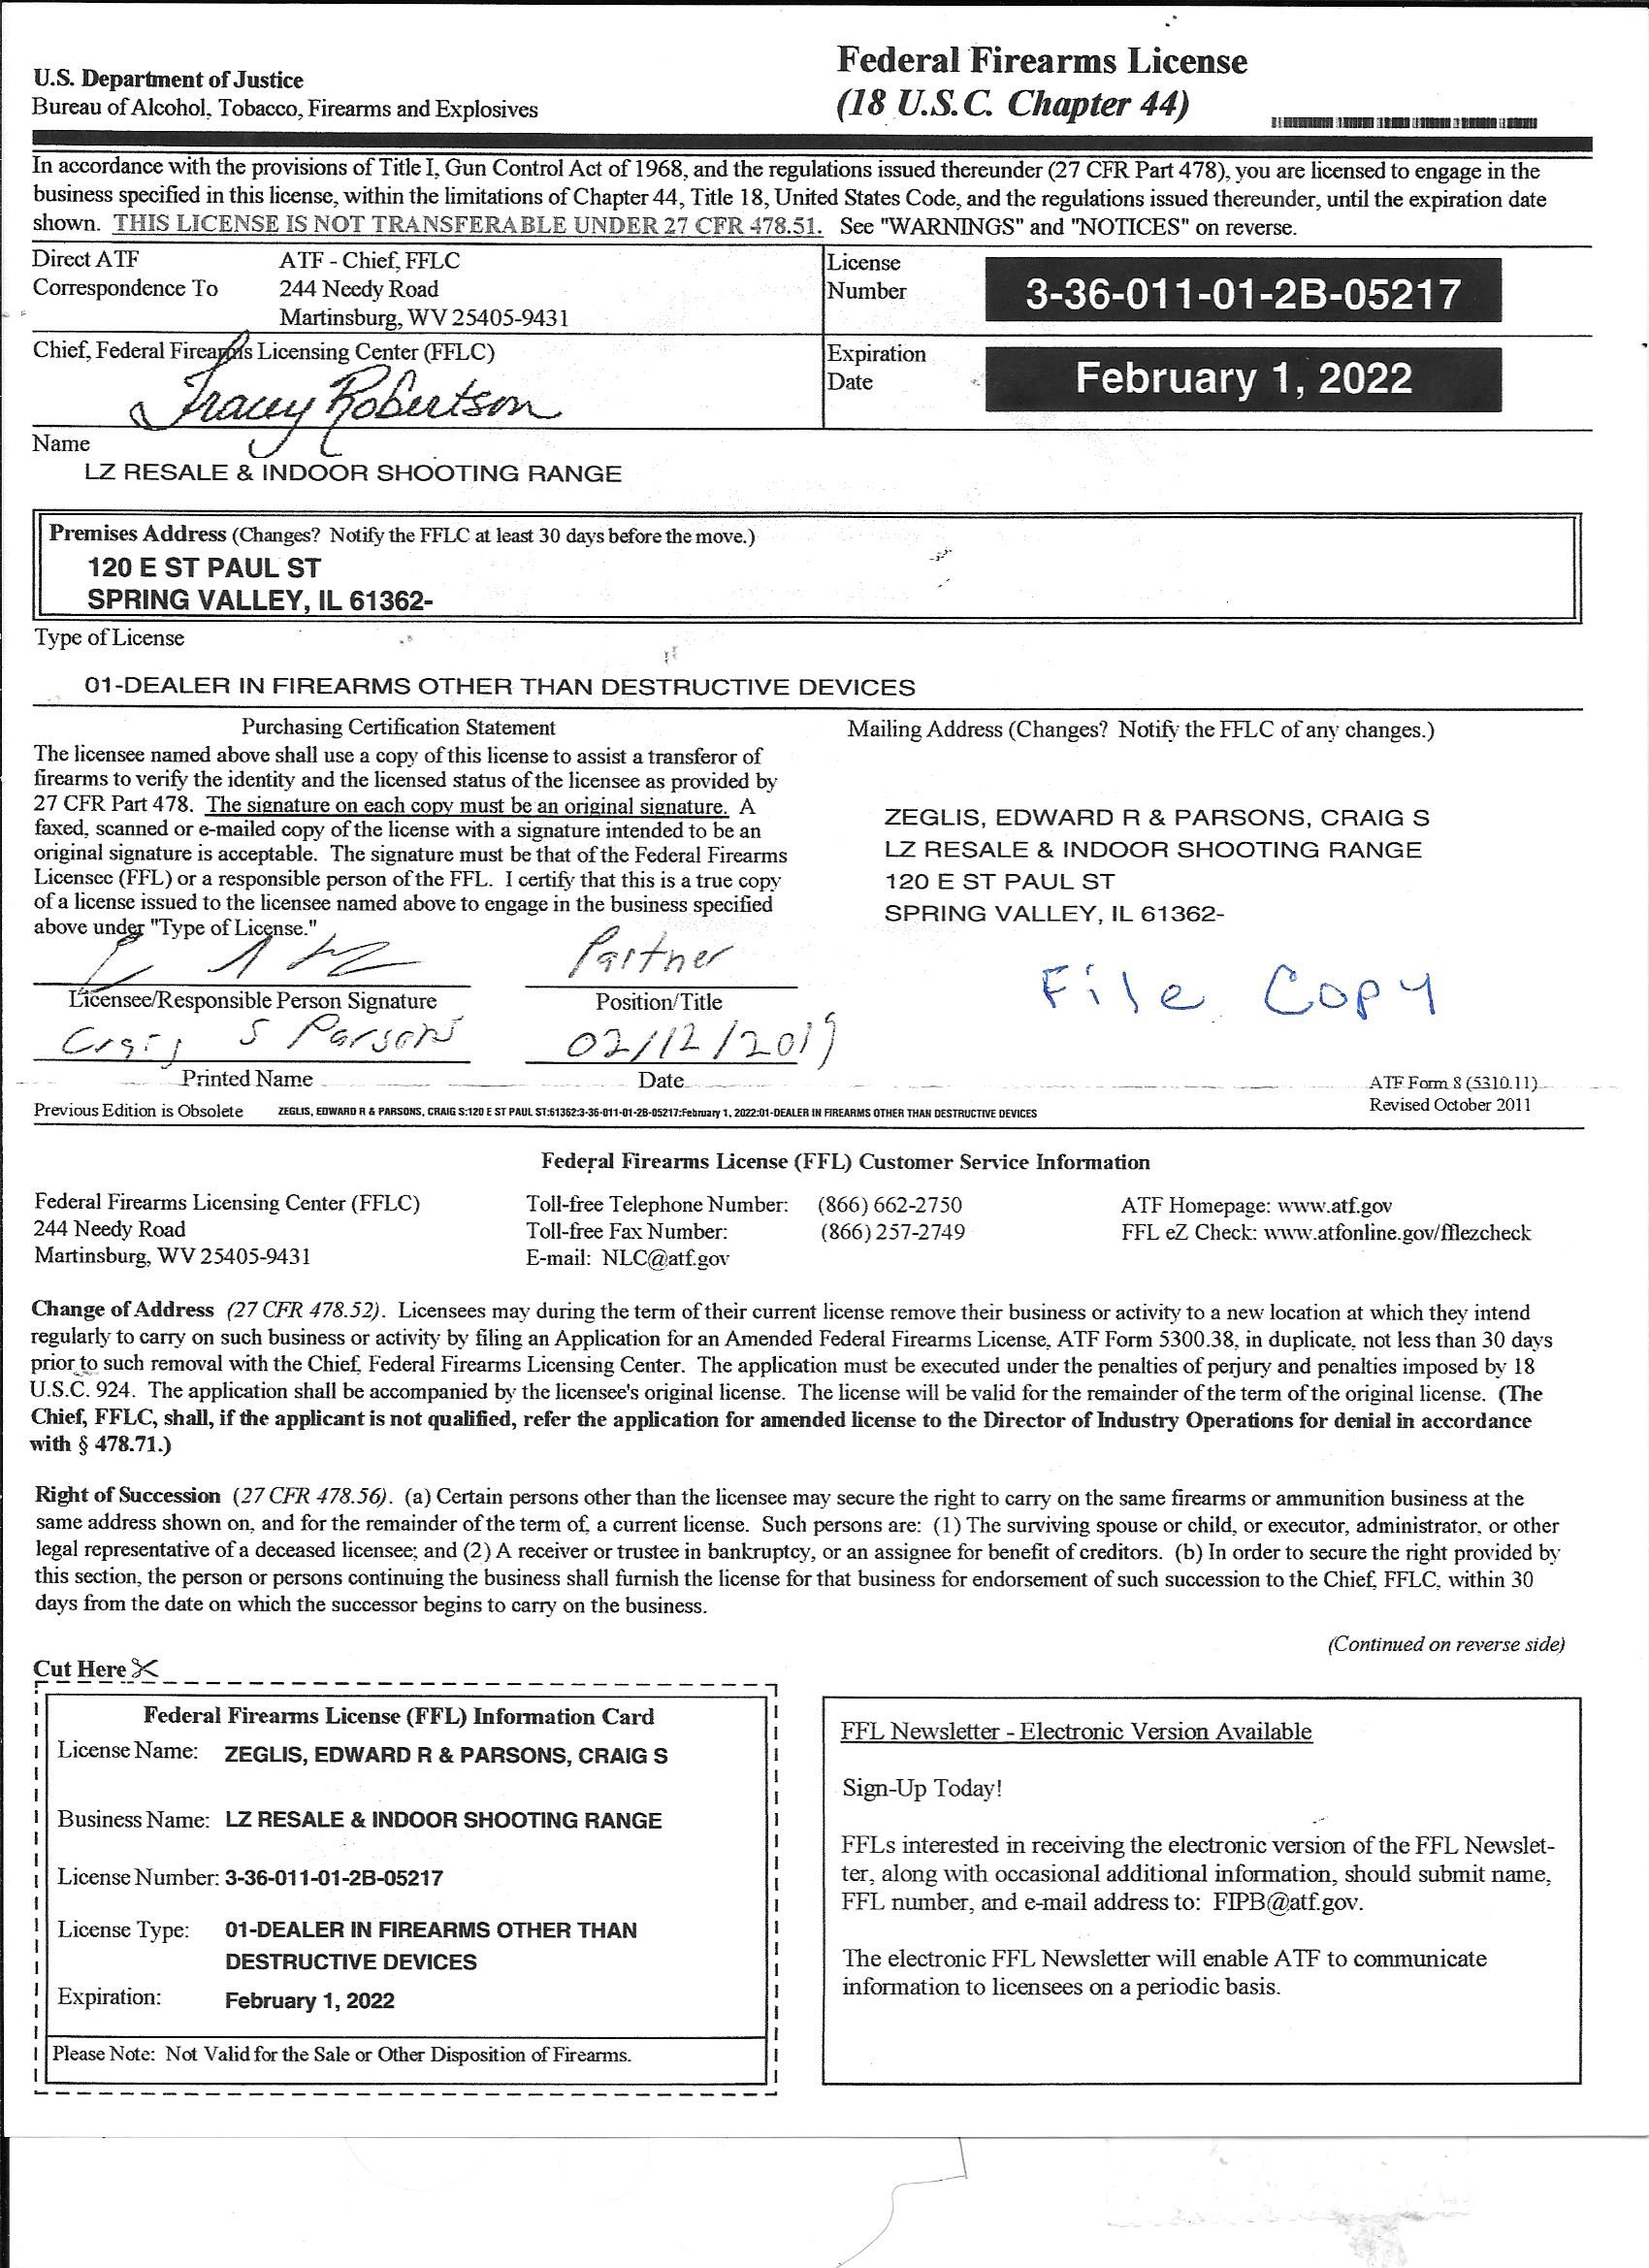 U.S. Department of Justice
Bureau of Alcohol, Tobacco, Firearms and Explosives
Federal Firearms License
(18 U.S.C. Chapter 44)
In accordance with the provisions of Title I, Gun Control Act of 1968, and the regulations issued thereunder (27 CFR Part 478), you are licensed to engage in the
business specified in this license, within the limitations of Chapter 44, Title 18, United States Code, and the regulations issued thereunder, until the expiration date
shown. THIS LICENSE IS NOT TRANSFERABLE UNDER 27 CFR 478.51. See "WARNINGS" and "NOTICES" on reverse.
Direct ATF
Correspondence To
ATF - Chief, FFLC
244 Needy Road
Martinsburg, WV 25405-9431
License
Number
3-36-011-01-2B-05217
Chief, Federal Firearms Licensing Center (FFLC)
Tracey Robertson
Expiration
Date
February 1, 2022
Name
LZ RESALE & INDOOR SHOOTING RANGE
Premises Address (Changes? Notify the FFLC at least 30 days before the move.)
120 E ST PAUL ST
SPRING VALLEY, IL 61362-
Type of License
01-DEALER IN FIREARMS OTHER THAN DESTRUCTIVE DEVICES
Purchasing Certification Statement
The licensee named above shall use a copy of this license to assist a transferor of
firearms to verify the identity and the licensed status of the licensee as provided by
27 CFR Part 478. The signature on each copy must be an original signature. A
faxed, scanned or e-mailed copy of the license with a signature intended to be an
original signature is acceptable. The signature must be that of the Federal Firearms
Licensee (FFL) or a responsible person of the FFL. I certify that this is a true copy
of a license issued to the licensee named above to engage in the business specified
above under "Type of License."
Partner
Licensee/Responsible Person Signature
Position/Title
Craig S Parsons
02/12/2019
Printed Name
Date
Mailing Address (Changes? Notify the FFLC of any changes.)
ZEGLIS, EDWARD R & PARSONS, CRAIG S
LZ RESALE & INDOOR SHOOTING RANGE
120 E ST PAUL ST
SPRING VALLEY, IL 61362-
File Copy
ATF Form 8 (5310.11)
Revised October 2011
Previous Edition is Obsolete
ZEGLIS, EDWARD R & PARSONS, CRAIG S:120 E ST PAUL ST:61362:3-36-011-01-2B-05217:February 1, 2022:01-DEALER IN FIREARMS OTHER THAN DESTRUCTIVE DEVICES
Federal Firearms License (FFL) Customer Service Information
Federal Firearms Licensing Center (FFLC)
244 Needy Road
Martinsburg, WV 25405-9431
Toll-free Telephone Number: (866) 662-2750
Toll-free Fax Number: (866) 257-2749
E-mail: NLC@atf.gov
ATF Homepage: www.atf.gov
FFL eZ Check: www.atfonline.gov/fflezcheck
Change of Address (27 CFR 478.52). Licensees may during the term of their current license remove their business or activity to a new location at which they intend
regularly to carry on such business or activity by filing an Application for an Amended Federal Firearms License, ATF Form 5300.38, in duplicate, not less than 30 days
prior to such removal with the Chief, Federal Firearms Licensing Center. The application must be executed under the penalties of perjury and penalties imposed by 18
U.S.C. 924. The application shall be accompanied by the licensee's original license. The license will be valid for the remainder of the term of the original license. (The
Chief, FFLC, shall, if the applicant is not qualified, refer the application for amended license to the Director of Industry Operations for denial in accordance
with § 478.71.)
Right of Succession (27 CFR 478.56). (a) Certain persons other than the licensee may secure the right to carry on the same firearms or ammunition business at the
same address shown on, and for the remainder of the term of, a current license. Such persons are: (1) The surviving spouse or child, or executor, administrator, or other
legal representative of a deceased licensee; and (2) A receiver or trustee in bankruptcy, or an assignee for benefit of creditors. (b) In order to secure the right provided by
this section, the person or persons continuing the business shall furnish the license for that business for endorsement of such succession to the Chief, FFLC, within 30
days from the date on which the successor begins to carry on the business.
(Continued on reverse side)
Cut Here
Federal Firearms License (FFL) Information Card
License Name: ZEGLIS, EDWARD R & PARSONS, CRAIG S
Business Name: LZ RESALE & INDOOR SHOOTING RANGE
License Number: 3-36-011-01-2B-05217
License Type: 01-DEALER IN FIREARMS OTHER THAN
DESTRUCTIVE DEVICES
Expiration: February 1, 2022
Please Note: Not Valid for the Sale or Other Disposition of Firearms.
FFL Newsletter - Electronic Version Available
Sign-Up Today!
FFLs interested in receiving the electronic version of the FFL Newslet-
ter, along with occasional additional information, should submit name,
FFL number, and e-mail address to: FIPB@atf.gov.
The electronic FFL Newsletter will enable ATF to communicate
information to licensees on a periodic basis.